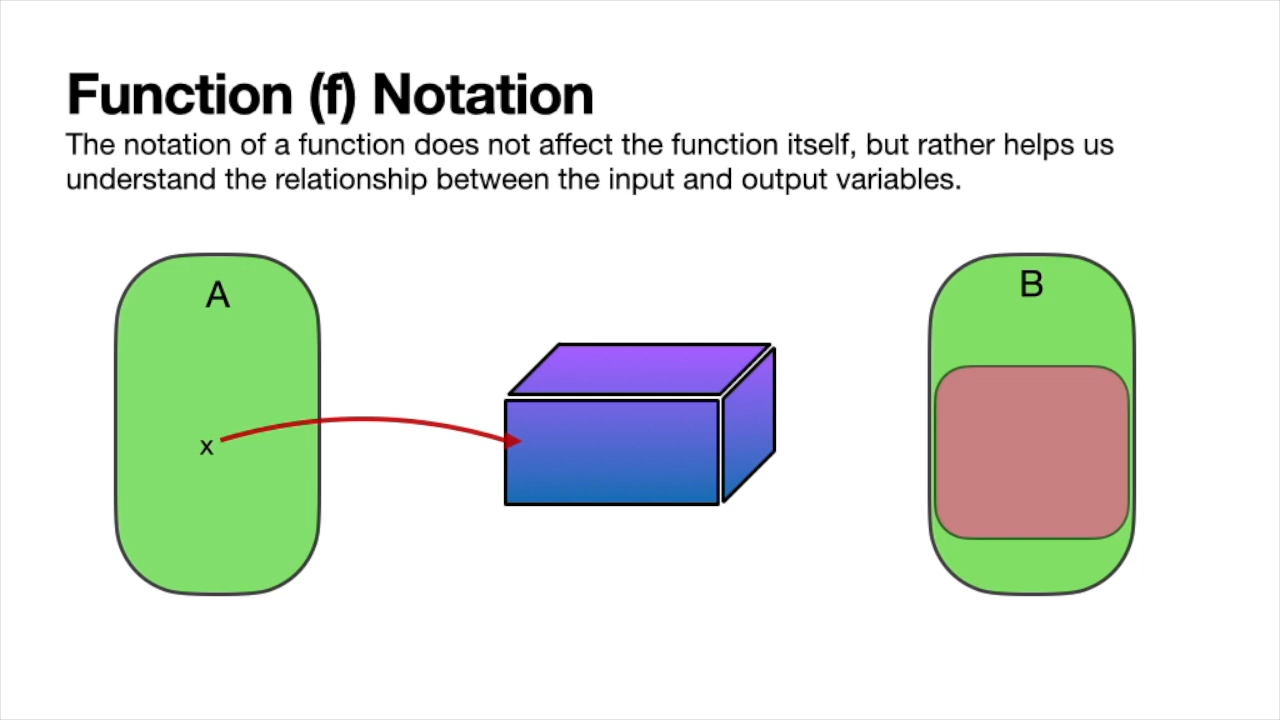 Function (f) Notation
The notation of a function does not affect the function itself, but rather helps us
understand the relationship between the input and output variables.
A
B
x